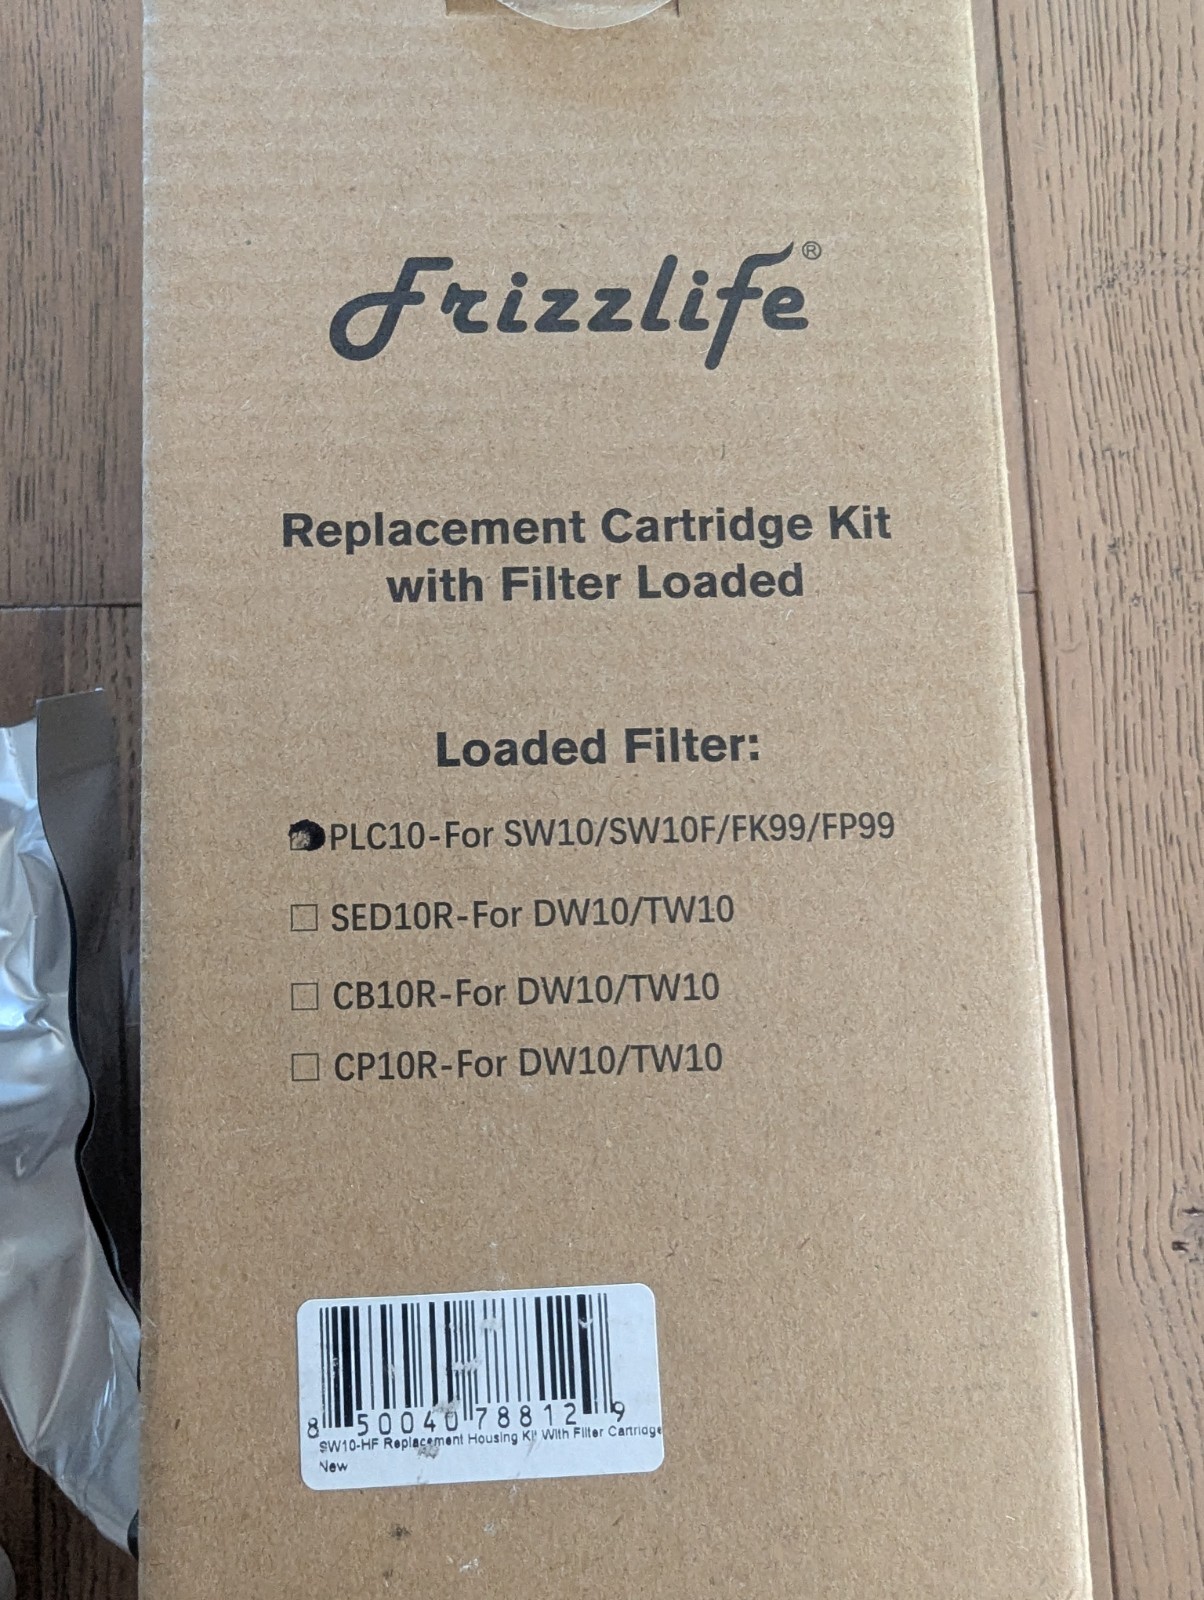 Frizzlife®
Replacement Cartridge Kit
with Filter Loaded
Loaded Filter:
PLC10-For SW10/SW10F/FK99/FP99
SED10R-For DW10/TW10
CB10R-For DW10/TW10
CP10R-For DW10/TW10
8 50040 78812 9
SW10-HF Replacement Housing Kit With Filter Cartridge
New